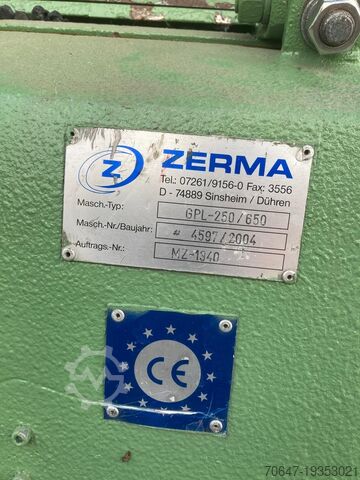 Z ZERMA
Tel.: 07261/9156-0 Fax: 3556
D - 74889 Sinsheim / Dühren
Masch.-Typ: GPL-250/650
Masch.-Nr./Baujahr: 4597/2004
Auftrags.-Nr.: MZ-1940
CE
70647-19353021